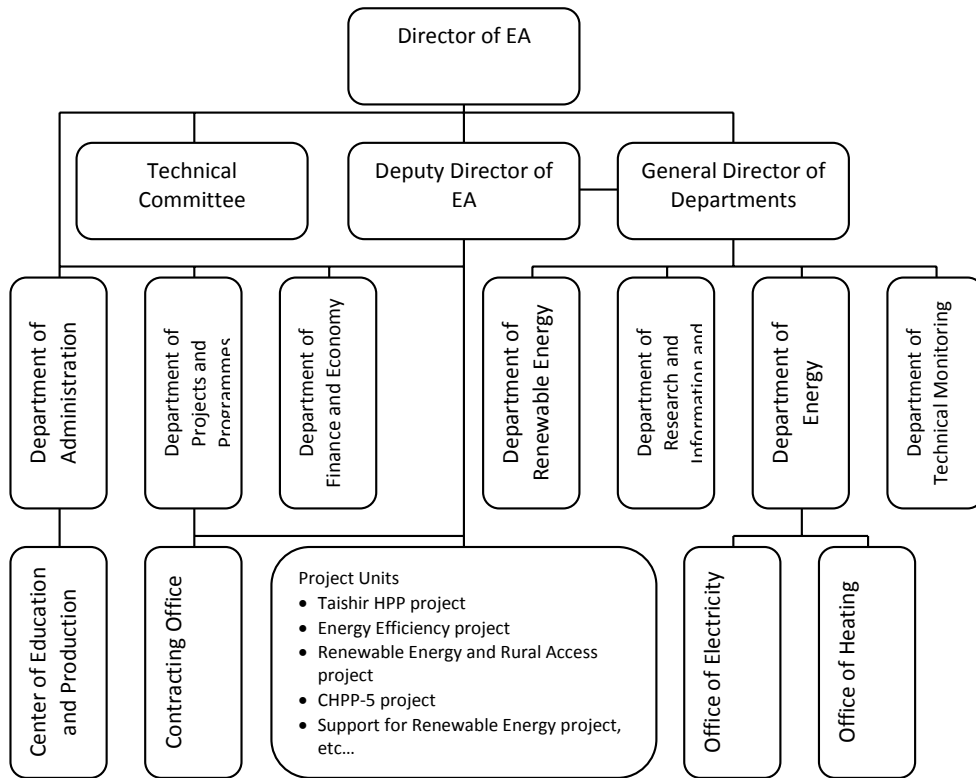 Director of EA
Technical
Committee
Deputy Director of
EA
General Director of
Departments
Department of
Administration
Department of
Projects and
Programmes
Department of
Finance and Economy
Department of
Renewable Energy
Department of
Research and
Information and
Department of
Energy
Department of
Technical Monitoring
Center of Education
and Production
Contracting Office
Project Units
• Taishir HPP project
• Energy Efficiency project
• Renewable Energy and Rural Access
project
• CHPP-5 project
• Support for Renewable Energy project,
etc…
Office of Electricity
Office of Heating